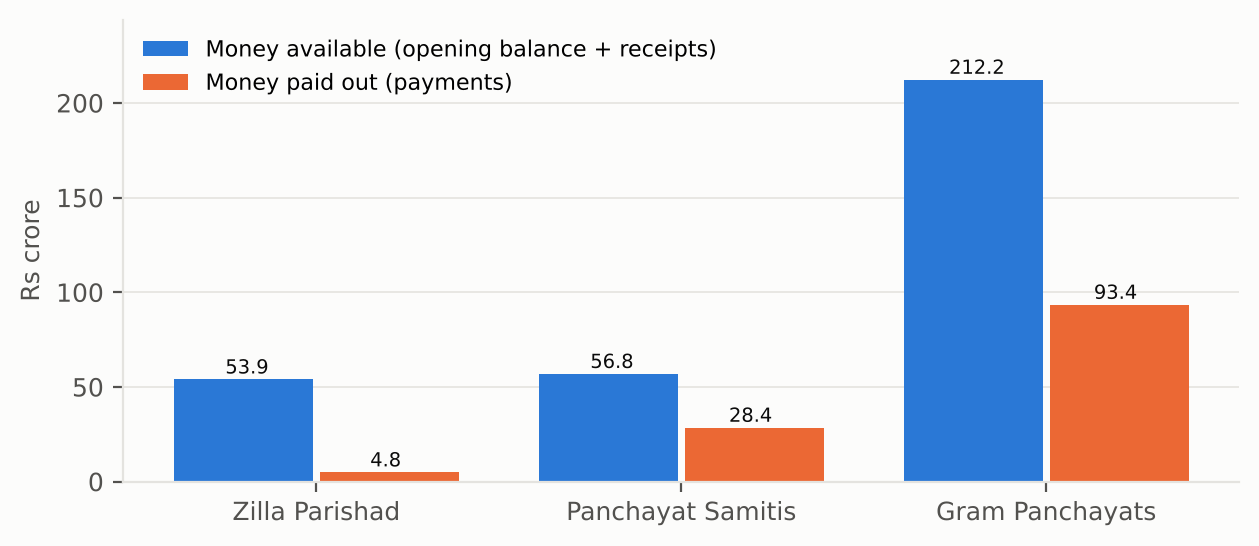 Money available (opening balance + receipts)
Money paid out (payments)
Rs crore
200
150
100
50
0
53.9
4.8
56.8
28.4
212.2
93.4
Zilla Parishad
Panchayat Samitis
Gram Panchayats